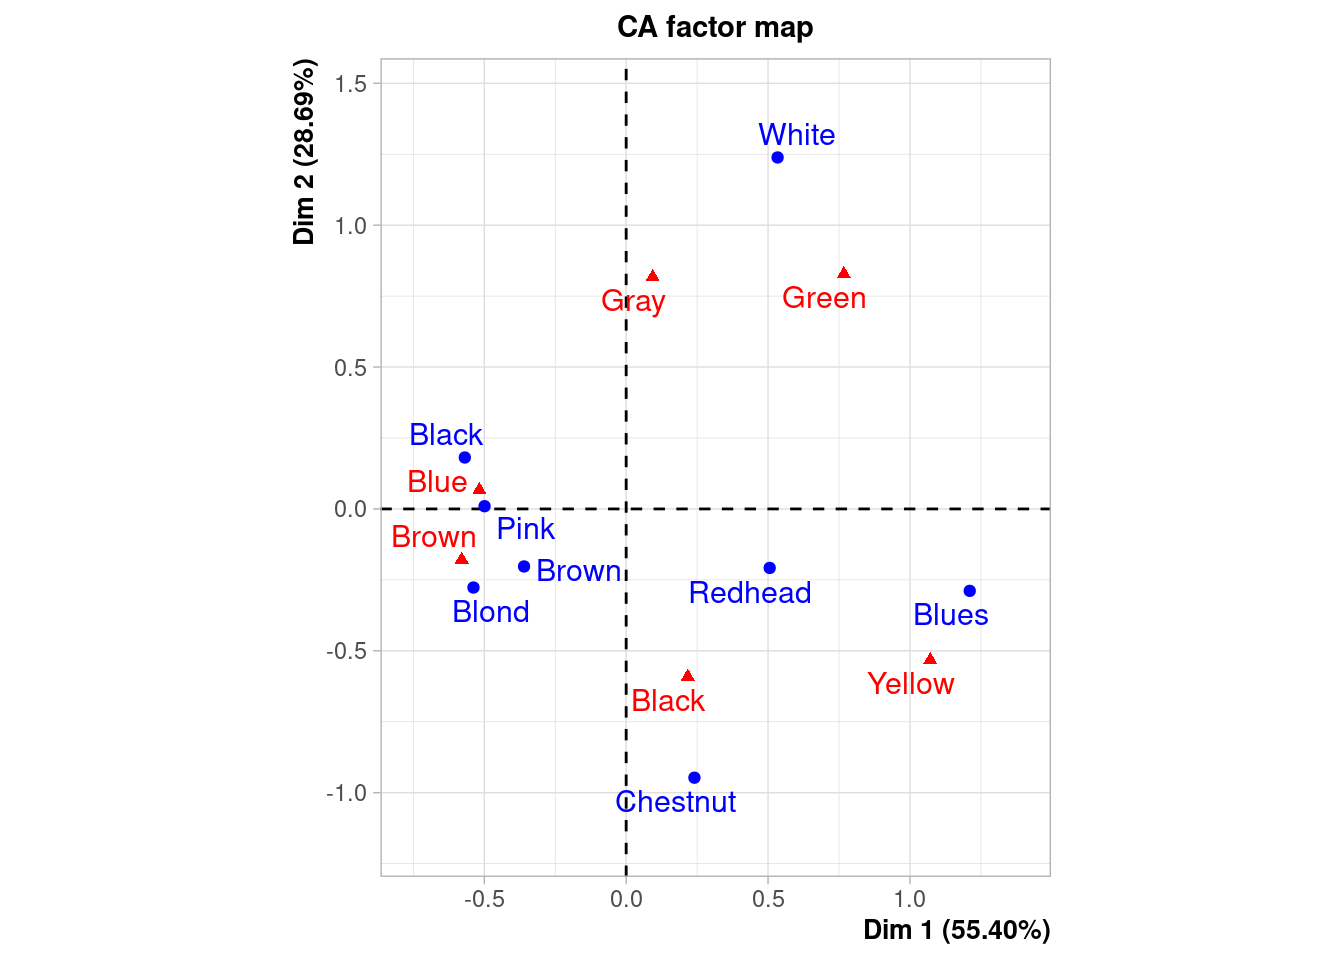 CA factor map
Dim 2 (28.69%)
1.5
1.0
0.5
0.0
-0.5
-1.0
White
Gray
Green
Black
Blue
Pink
Brown
Brown
Blond
Redhead
Blues
Black
Yellow
Chestnut
-0.5
0.0
0.5
1.0
Dim 1 (55.40%)